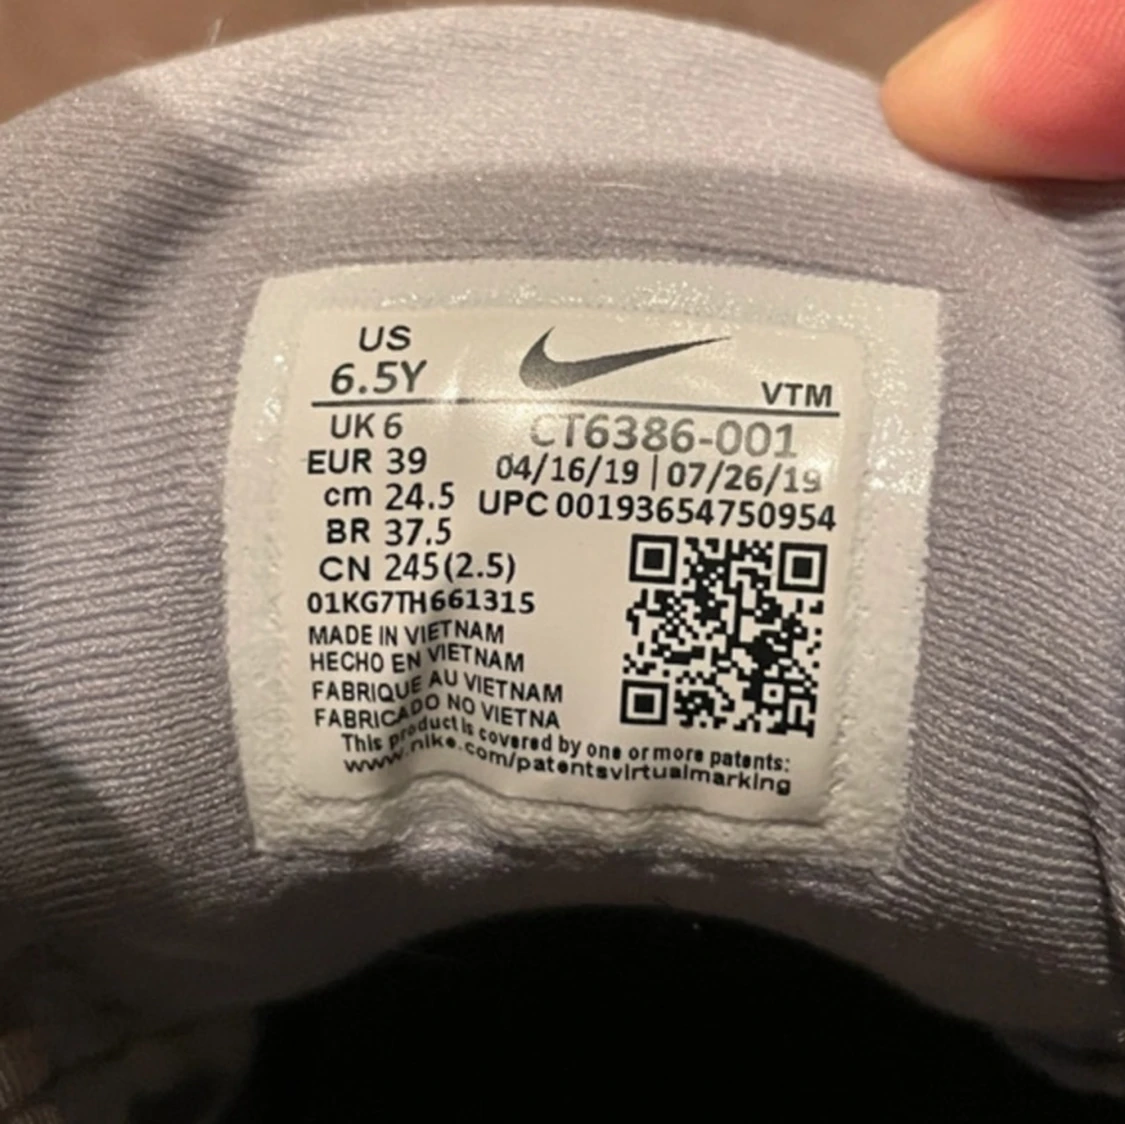 US
6.5Y
VTM
UK 6
CT6386-001
EUR 39
04/16/19 | 07/26/19
cm 24.5
UPC 00193654750954
BR 37.5
CN 245(2.5)
01KG7TH661315
MADE IN VIETNAM
HECHO EN VIETNAM
FABRIQUE AU VIETNAM
FABRICADO NO VIETNA
This product is covered by one or more patents:
www.nike.com/patentsvirtualmarking